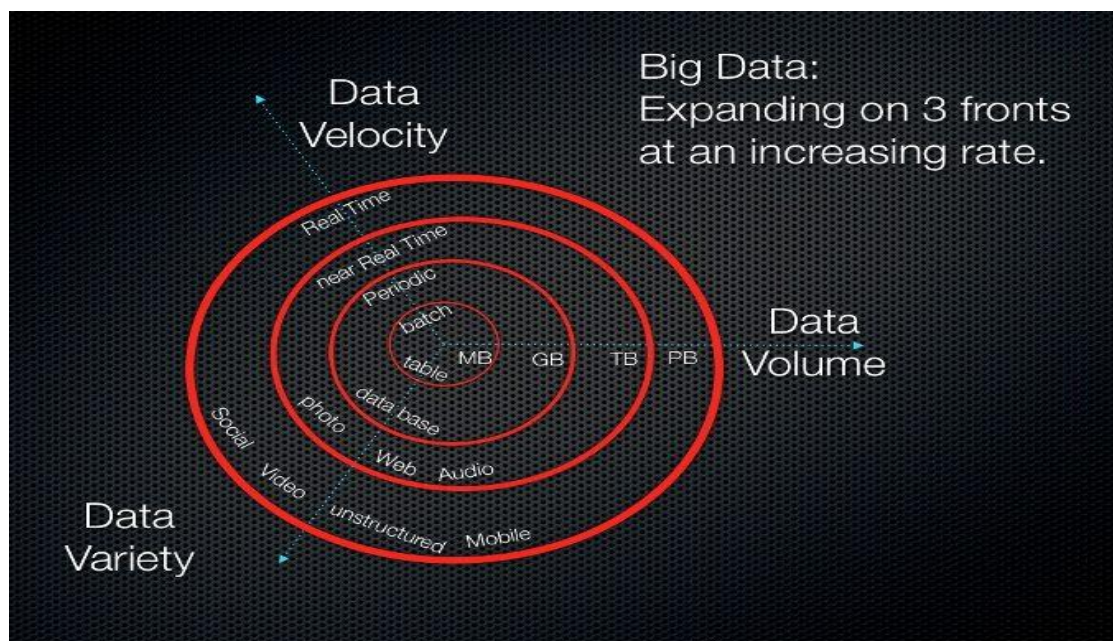 Big Data:
Expanding on 3 fronts
at an increasing rate.
Data
Velocity
Real Time
near Real Time
Periodic
batch
Data
Volume
MB GB TB PB
table
data base
photo Web Audio
Social Video unstructured Mobile
Data
Variety